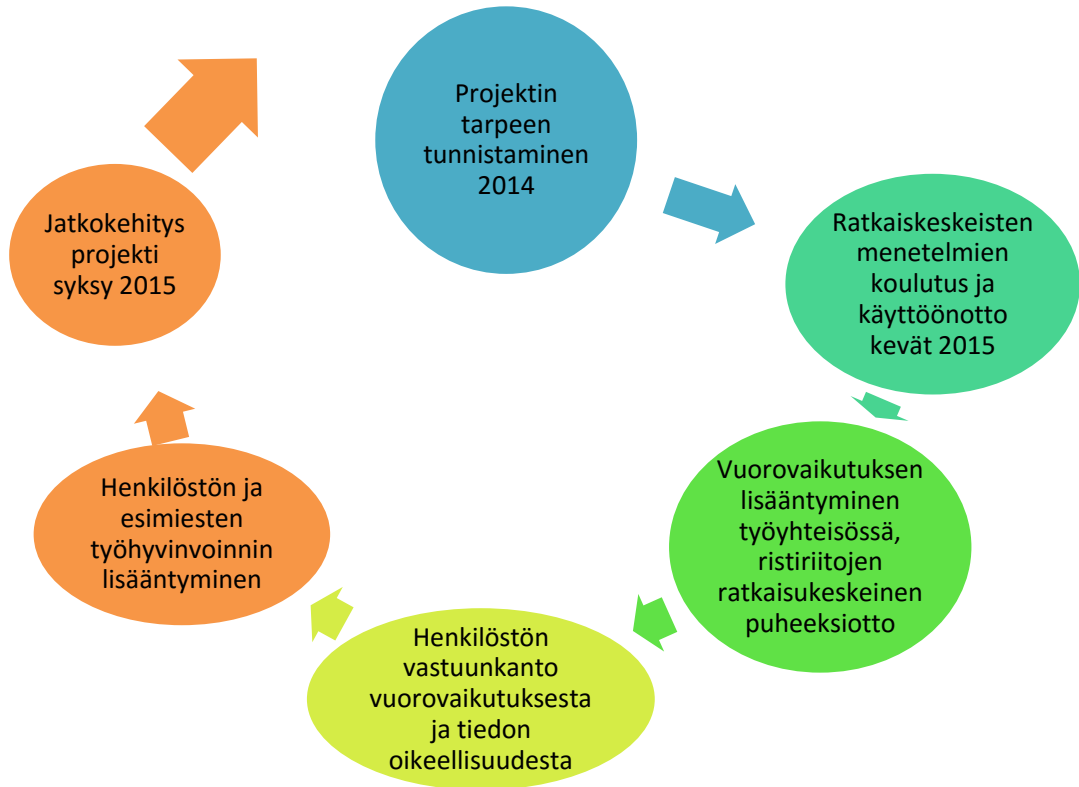 Projektin
tarpeen
tunnistaminen
2014
Ratkaiskeskeisten
menetelmien
koulutus ja
käyttöönotto
kevät 2015
Vuorovaikutuksen
lisääntyminen
työyhteisössä,
ristiriitojen
ratkaisukeskeinen
puheeksiotto
Henkilöstön
vastuunkanto
vuorovaikutuksesta
ja tiedon
oikeellisuudesta
Henkilöstön ja
esimiesten
työhyvinvoinnin
lisääntyminen
Jatkokehitys
projekti
syksy 2015